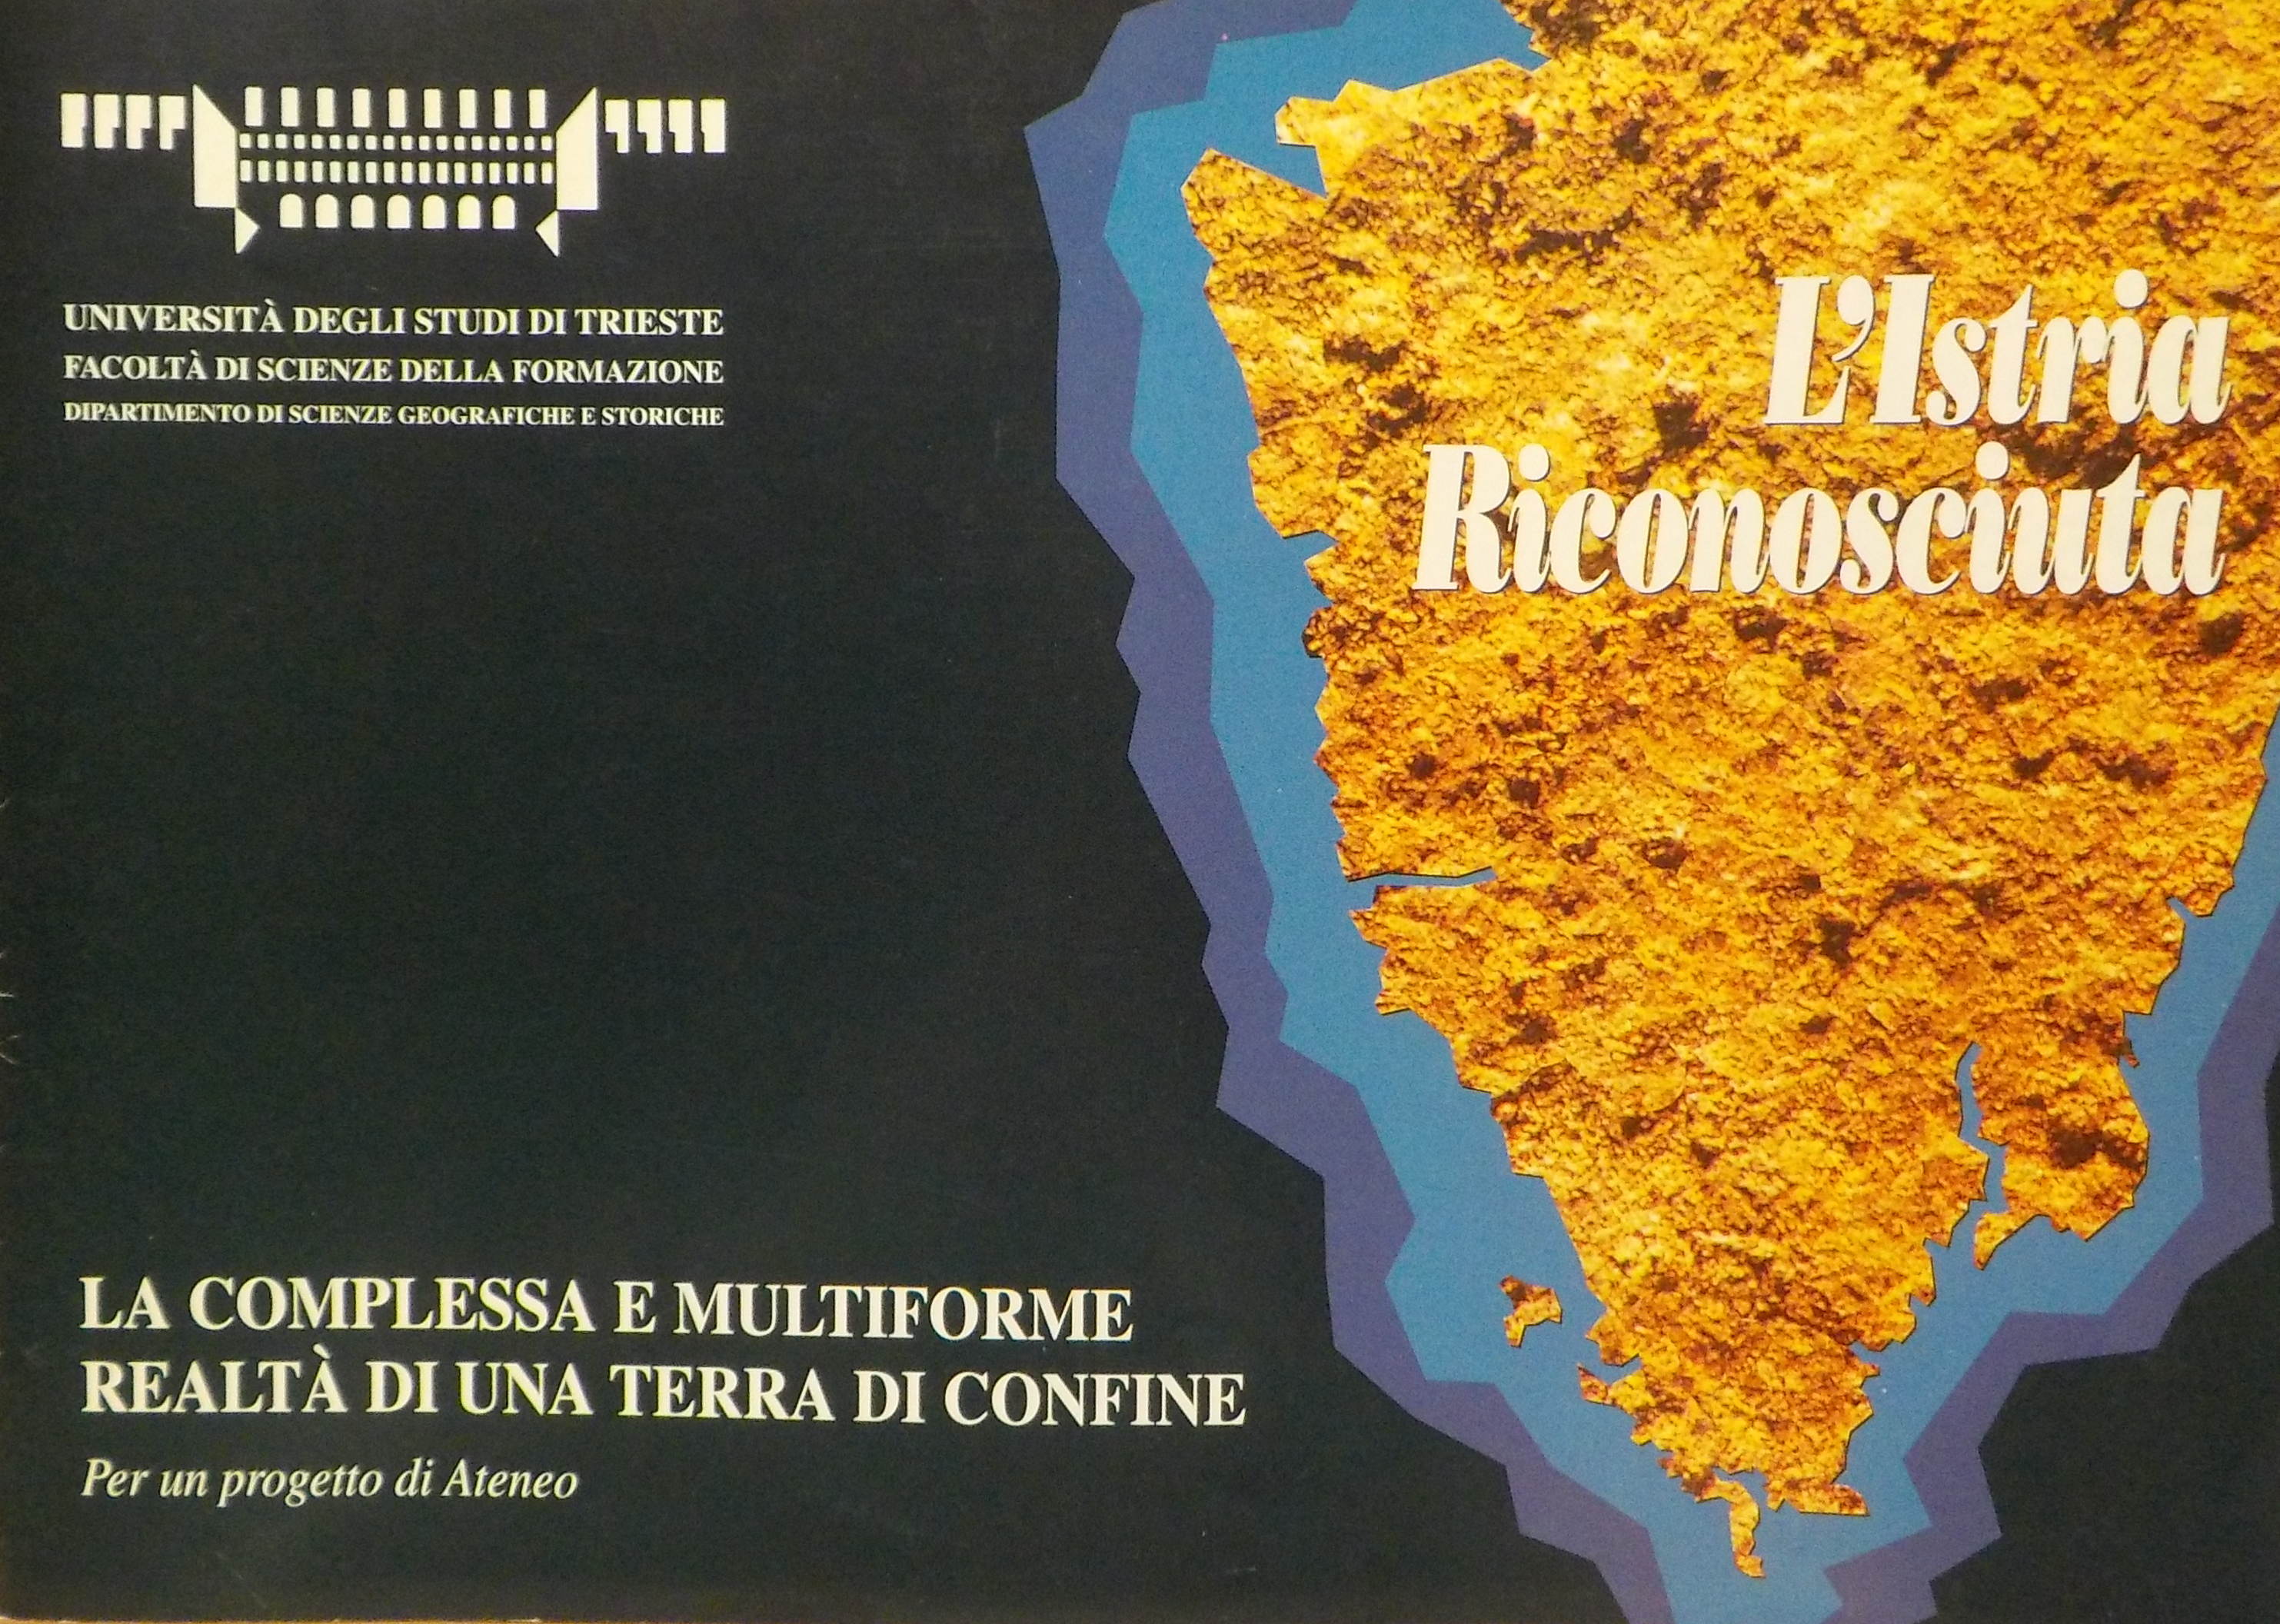 UNIVERSITÀ DEGLI STUDI DI TRIESTE
FACOLTÀ DI SCIENZE DELLA FORMAZIONE
DIPARTIMENTO DI SCIENZE GEOGRAFICHE E STORICHE
L'Istria
Riconosciuta
LA COMPLESSA E MULTIFORME
REALTÀ DI UNA TERRA DI CONFINE
Per un progetto di Ateneo